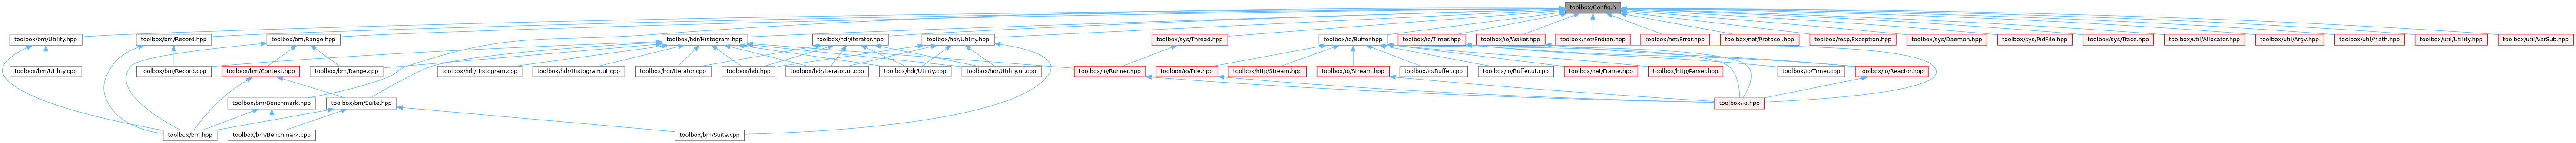 toolbox/Config.h
toolbox/bm/Utility.hpp
toolbox/bm/Record.hpp
toolbox/bm/Range.hpp
toolbox/hdr/Histogram.hpp
toolbox/hdr/Iterator.hpp
toolbox/hdr/Utility.hpp
toolbox/sys/Thread.hpp
toolbox/io/Buffer.hpp
toolbox/io/Timer.hpp
toolbox/io/Waker.hpp
toolbox/net/Endian.hpp
toolbox/net/Error.hpp
toolbox/net/Protocol.hpp
toolbox/resp/Exception.hpp
toolbox/sys/Daemon.hpp
toolbox/sys/PidFile.hpp
toolbox/sys/Trace.hpp
toolbox/util/Allocator.hpp
toolbox/util/Argv.hpp
toolbox/util/Math.hpp
toolbox/util/Utility.hpp
toolbox/util/VarSub.hpp
toolbox/bm/Utility.cpp
toolbox/bm/Record.cpp
toolbox/bm/Context.hpp
toolbox/bm/Range.cpp
toolbox/hdr/Histogram.cpp
toolbox/hdr/Histogram.ut.cpp
toolbox/hdr/Iterator.cpp
toolbox/hdr.hpp
toolbox/hdr/Iterator.ut.cpp
toolbox/hdr/Utility.cpp
toolbox/hdr/Utility.ut.cpp
toolbox/io/Runner.hpp
toolbox/io/File.hpp
toolbox/http/Stream.hpp
toolbox/io/Stream.hpp
toolbox/io/Buffer.cpp
toolbox/io/Buffer.ut.cpp
toolbox/net/Frame.hpp
toolbox/http/Parser.hpp
toolbox/io/Timer.cpp
toolbox/io/Reactor.hpp
toolbox/bm/Benchmark.hpp
toolbox/bm/Suite.hpp
toolbox/io.hpp
toolbox/bm.hpp
toolbox/bm/Benchmark.cpp
toolbox/bm/Suite.cpp